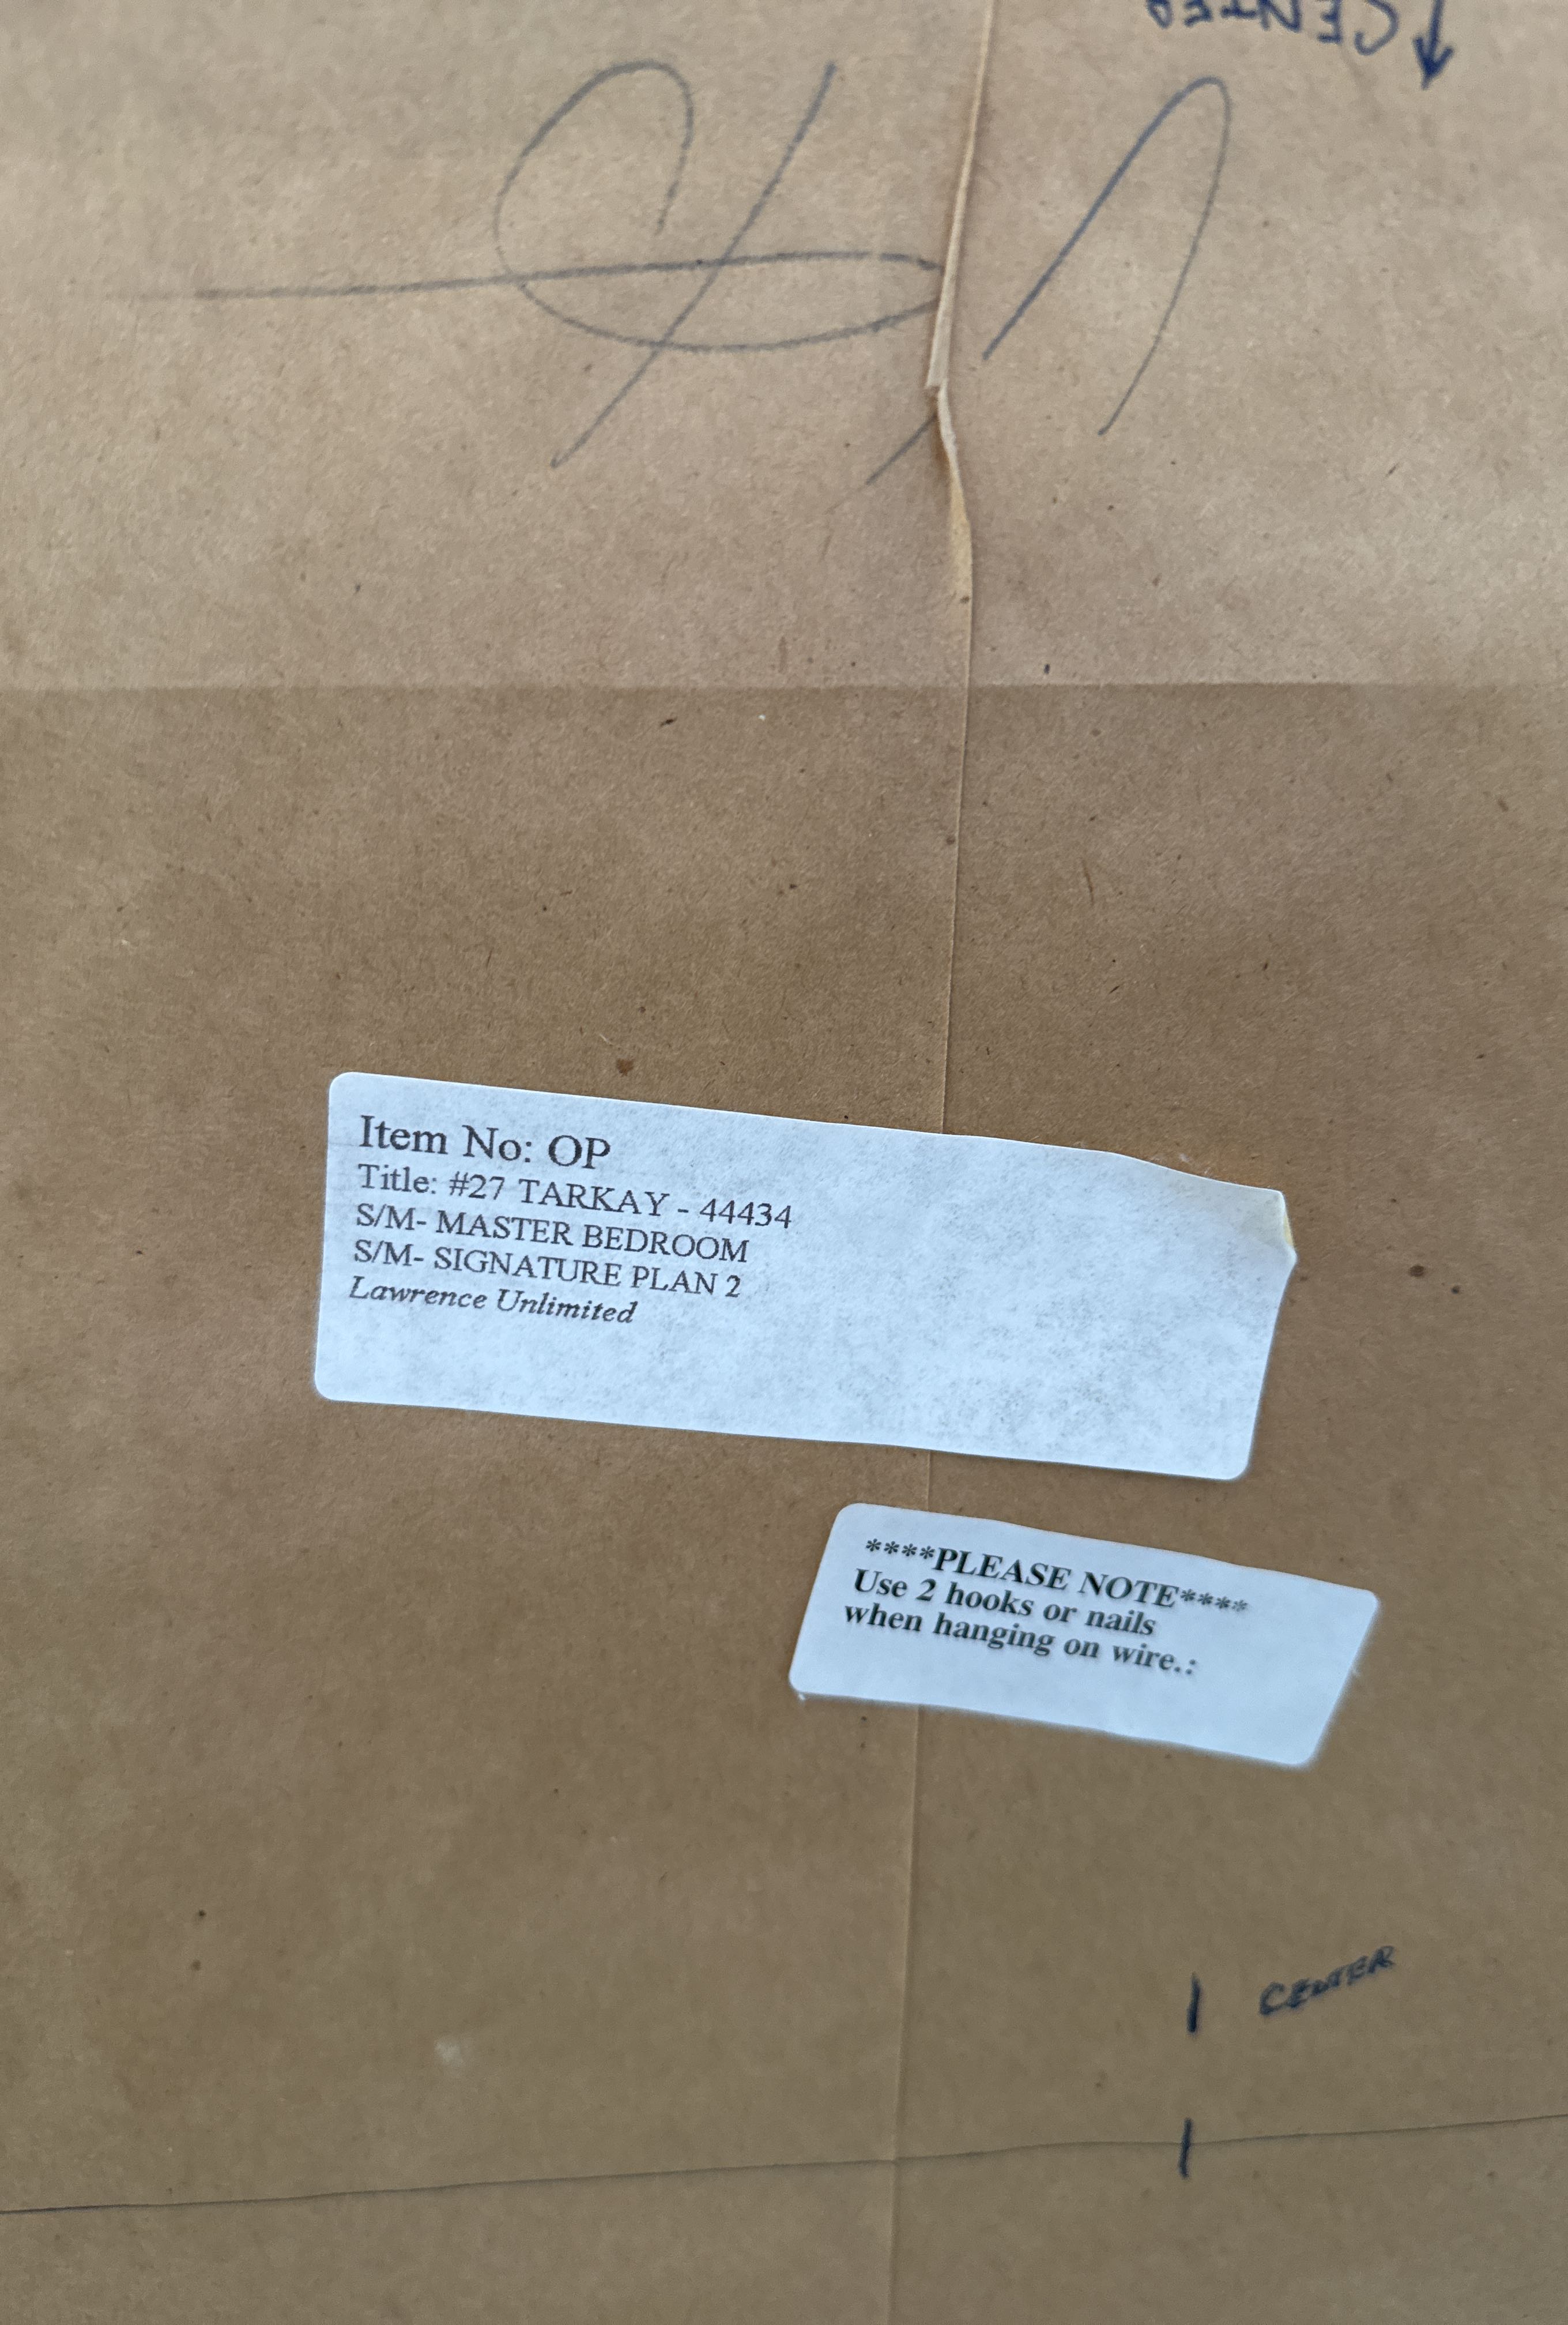 CENTER
Item No: OP
Title: #27 TARKAY - 44434
S/M- MASTER BEDROOM
S/M- SIGNATURE PLAN 2
Lawrence Unlimited
****PLEASE NOTE****
Use 2 hooks or nails
when hanging on wire.:
CENTER